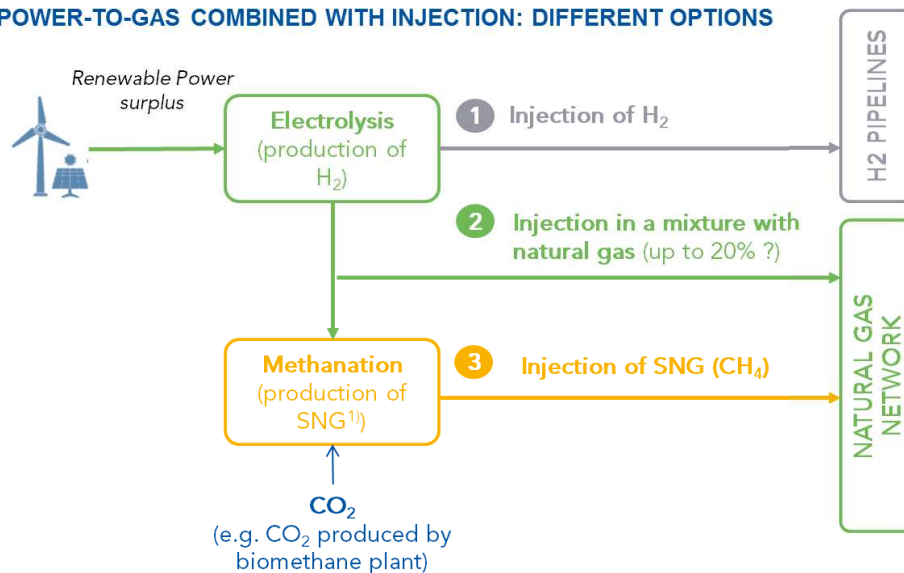 POWER-TO-GAS COMBINED WITH INJECTION: DIFFERENT OPTIONS
Renewable Power
surplus
Electrolysis
(production of
H₂)
1 Injection of H₂
H2 PIPELINES
2 Injection in a mixture with
natural gas (up to 20% ?)
Methanation
(production of
SNG¹⁾)
3 Injection of SNG (CH₄)
NATURAL GAS
NETWORK
CO₂
(e.g. CO₂ produced by
biomethane plant)